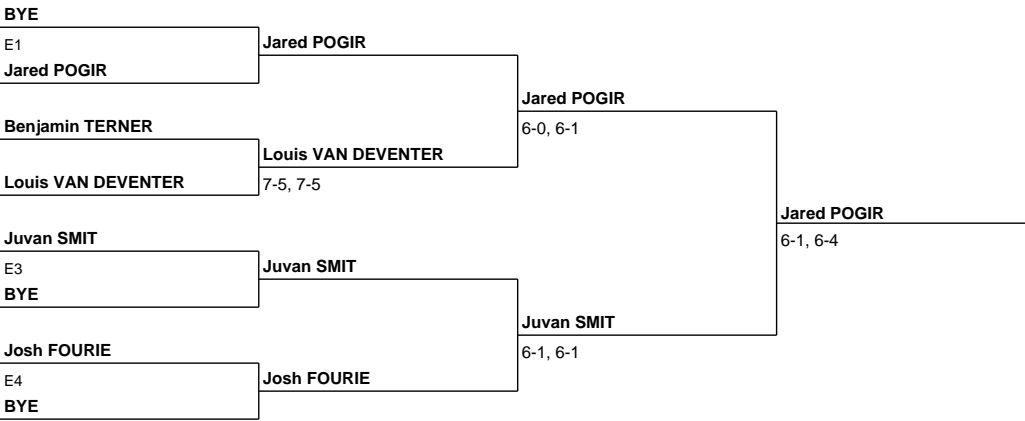 BYE
E1
Jared POGIR
Jared POGIR
Jared POGIR
6-0, 6-1
Benjamin TERNER
Louis VAN DEVENTER
Louis VAN DEVENTER
7-5, 7-5
Jared POGIR
6-1, 6-4
Juvan SMIT
E3
Juvan SMIT
BYE
Juvan SMIT
6-1, 6-1
Josh FOURIE
E4
Josh FOURIE
BYE